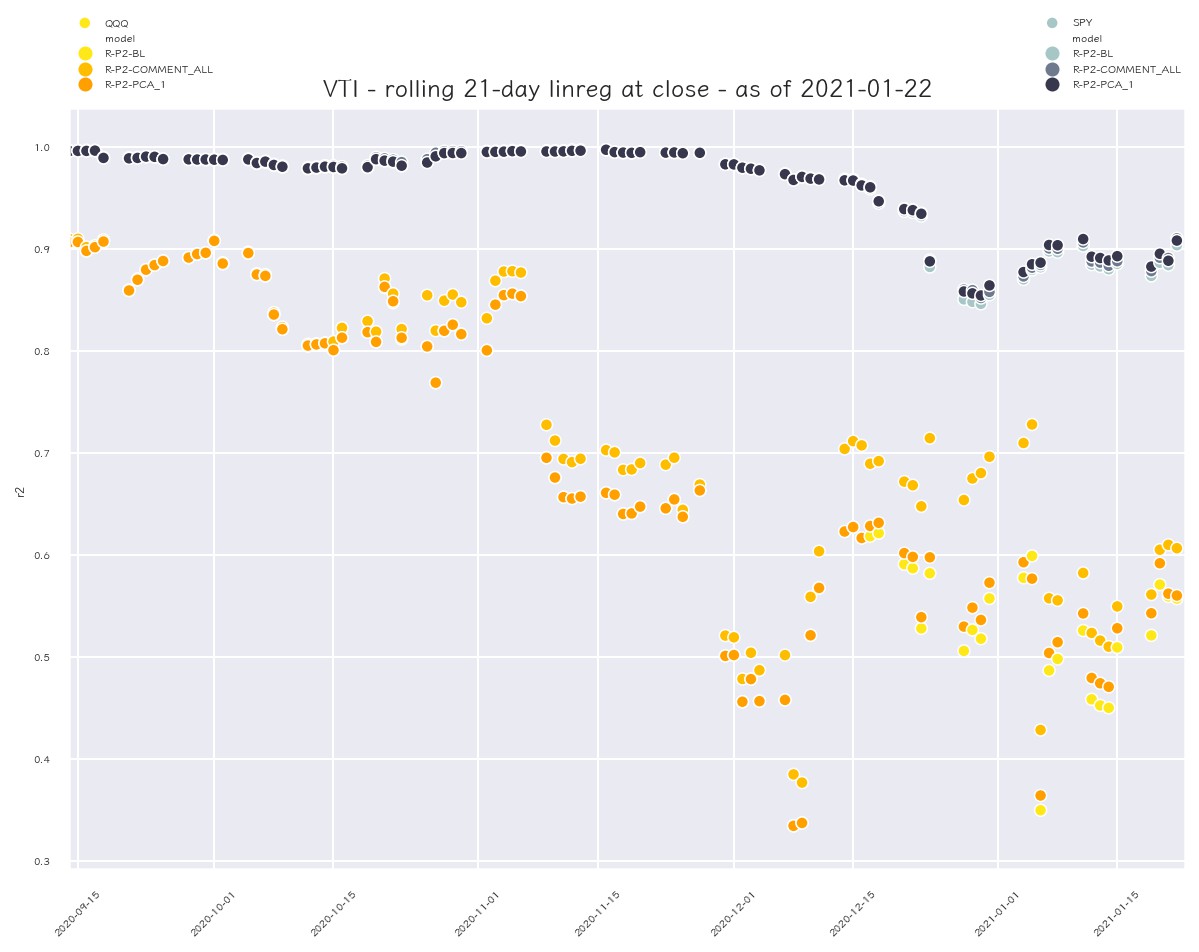 QQQ
model
R-P2-BL
R-P2-COMMENT_ALL
R-P2-PCA_1
SPY
model
R-P2-BL
R-P2-COMMENT_ALL
R-P2-PCA_1
VTI - rolling 21-day linreg at close - as of 2021-01-22
1.0
0.9
0.8
0.7
0.6
0.5
0.4
0.3
r2
2020-09-15
2020-10-01
2020-10-15
2020-11-01
2020-11-15
2020-12-01
2020-12-15
2021-01-01
2021-01-15